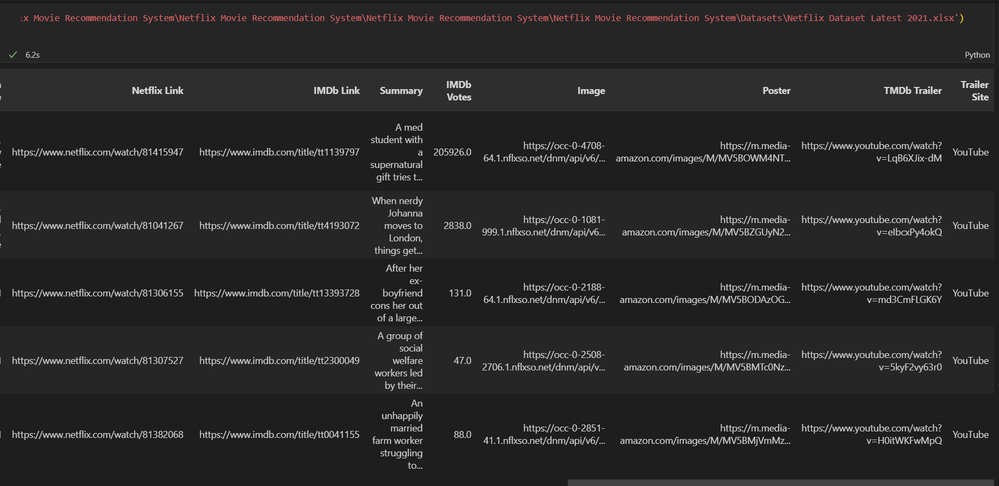 ix Movie Recommendation System\Netflix Movie Recommendation System\Netflix Movie Recommendation System\Netflix Movie Recommendation System\Datasets\Netflix Dataset Latest 2021.xlsx')
6.2s
Python
Netflix Link
IMDb Link
Summary
IMDb
Votes
Image
Poster
TMDb Trailer
Trailer
Site
https://www.netflix.com/watch/81415947
https://www.imdb.com/title/tt1139797
A med
student with
a
supernatural
gift tries t...
205926.0
https://occ-0-4708-
64.1.nflxso.net/dnm/api/v6/...
https://m.media-
amazon.com/images/M/MV5BOWM4NT...
https://www.youtube.com/watch?
v=LqB6XJix-dM
YouTube
https://www.netflix.com/watch/81041267
https://www.imdb.com/title/tt4193072
When nerdy
Johanna
moves to
London,
things get...
2838.0
https://occ-0-1081-
999.1.nflxso.net/dnm/api/v6...
https://m.media-
amazon.com/images/M/MV5BZGUyN2...
https://www.youtube.com/watch?
v=eIbcxPy4okQ
YouTube
https://www.netflix.com/watch/81306155
https://www.imdb.com/title/tt13393728
After her
ex-
boyfriend
cons her out
of a large...
131.0
https://occ-0-2188-
64.1.nflxso.net/dnm/api/v6/...
https://m.media-
amazon.com/images/M/MV5BODAzOG...
https://www.youtube.com/watch?
v=md3CmFLGK6Y
YouTube
https://www.netflix.com/watch/81307527
https://www.imdb.com/title/tt2300049
A group of
social
welfare
workers led
by their...
47.0
https://occ-0-2508-
2706.1.nflxso.net/dnm/api/v...
https://m.media-
amazon.com/images/M/MV5BMTc0Nz...
https://www.youtube.com/watch?
v=5kyF2vy63r0
YouTube
https://www.netflix.com/watch/81382068
https://www.imdb.com/title/tt0041155
An
unhappily
married
farm worker
struggling
to...
88.0
https://occ-0-2851-
41.1.nflxso.net/dnm/api/v6/...
https://m.media-
amazon.com/images/M/MV5BMjVmMz...
https://www.youtube.com/watch?
v=H0itWKFwMpQ
YouTube